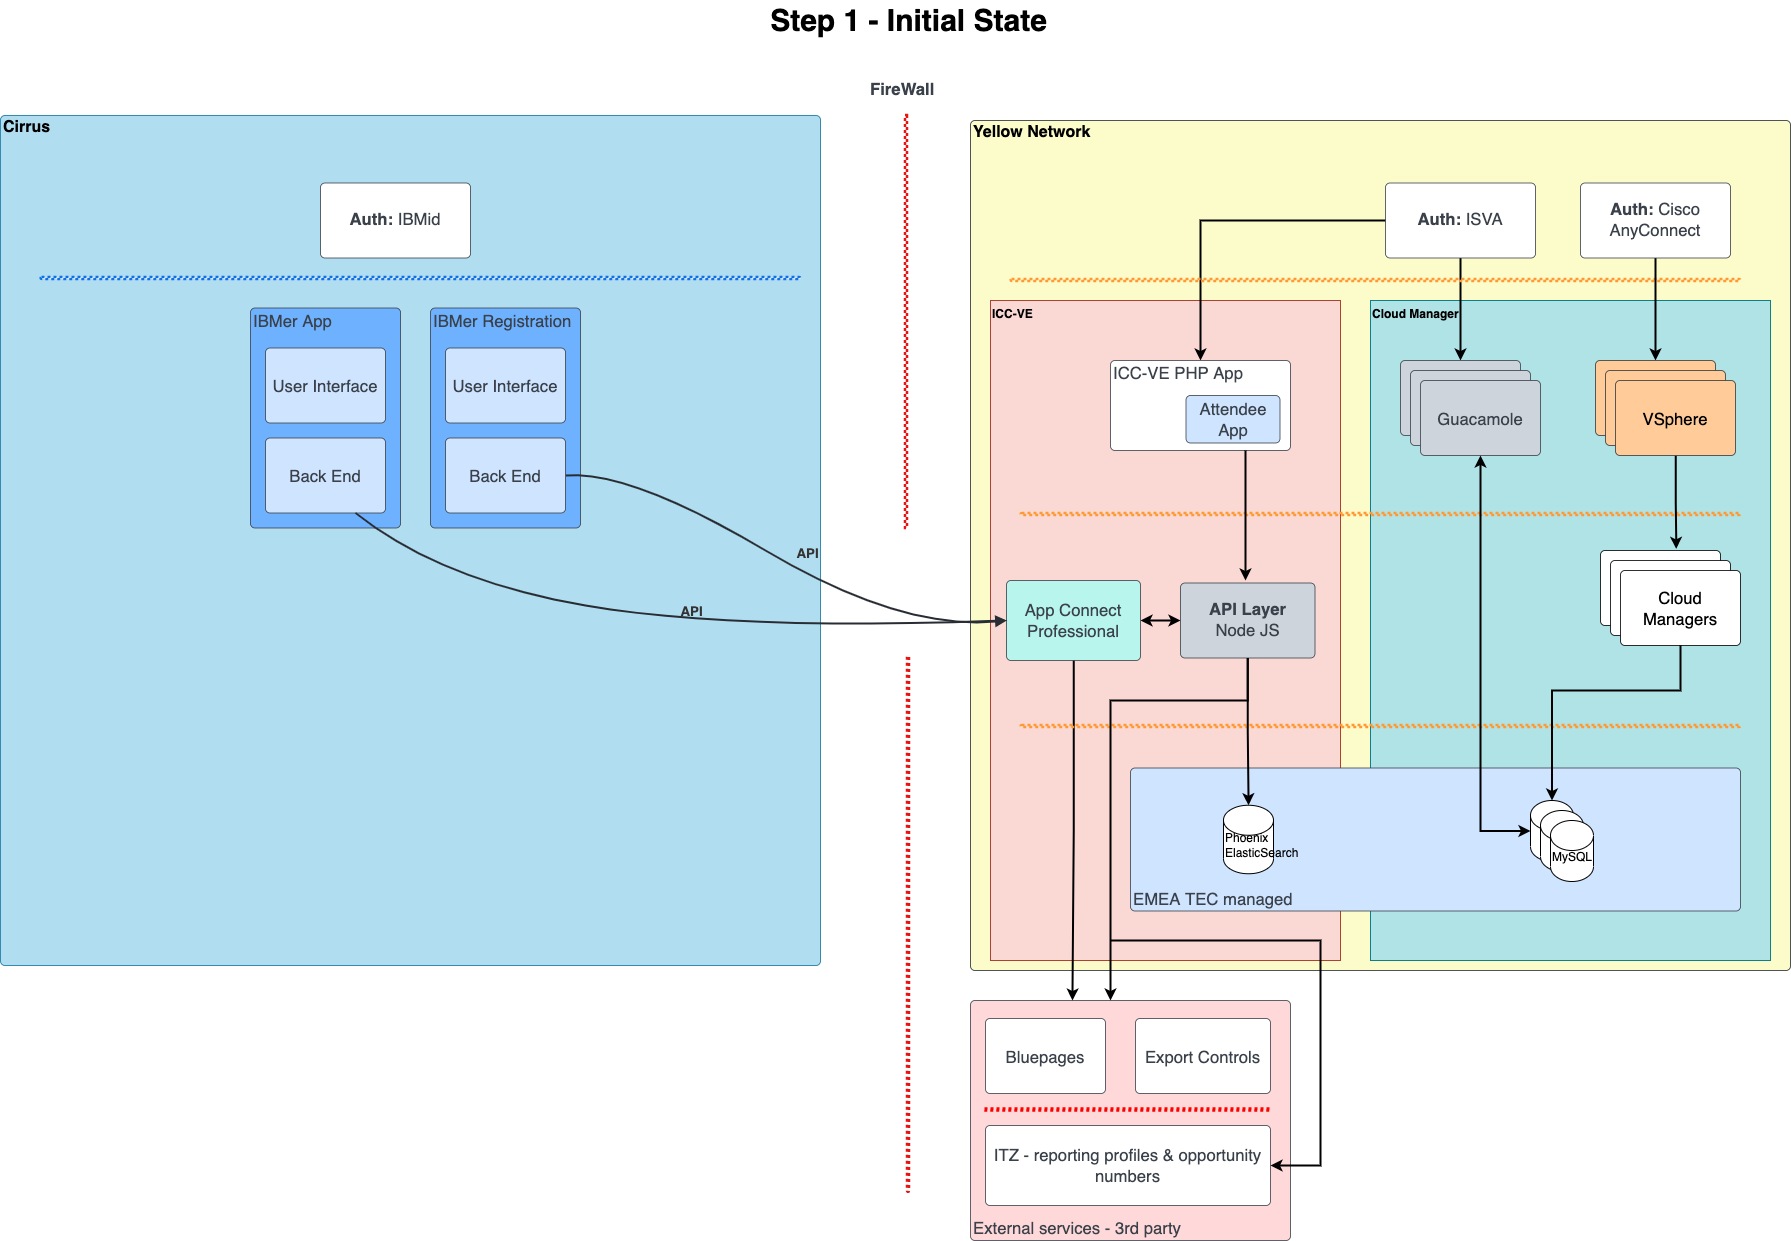 Step 1 - Initial State
FireWall
Cirrus
Auth: IBMid
IBMer App
User Interface
Back End
IBMer Registration
User Interface
Back End
API
API
Yellow Network
Auth: ISVA
Auth: Cisco
AnyConnect
ICC-VE
ICC-VE PHP App
Attendee
App
App Connect
Professional
API Layer
Node JS
Cloud Manager
Guacamole
VSphere
Cloud
Managers
Phoenix
ElasticSearch
MySQL
EMEA TEC managed
Bluepages
Export Controls
ITZ - reporting profiles & opportunity
numbers
External services - 3rd party